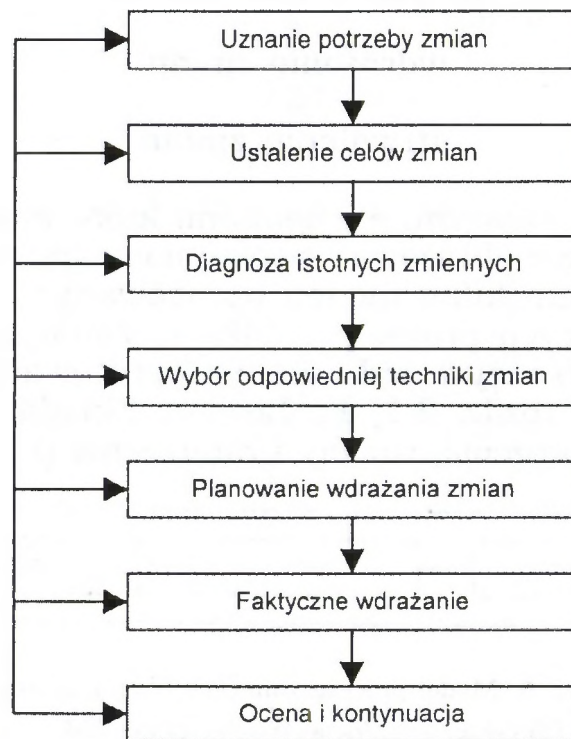 Uznanie potrzeby zmian
Ustalenie celów zmian
Diagnoza istotnych zmiennych
Wybór odpowiedniej techniki zmian
Planowanie wdrażania zmian
Faktyczne wdrażanie
Ocena i kontynuacja